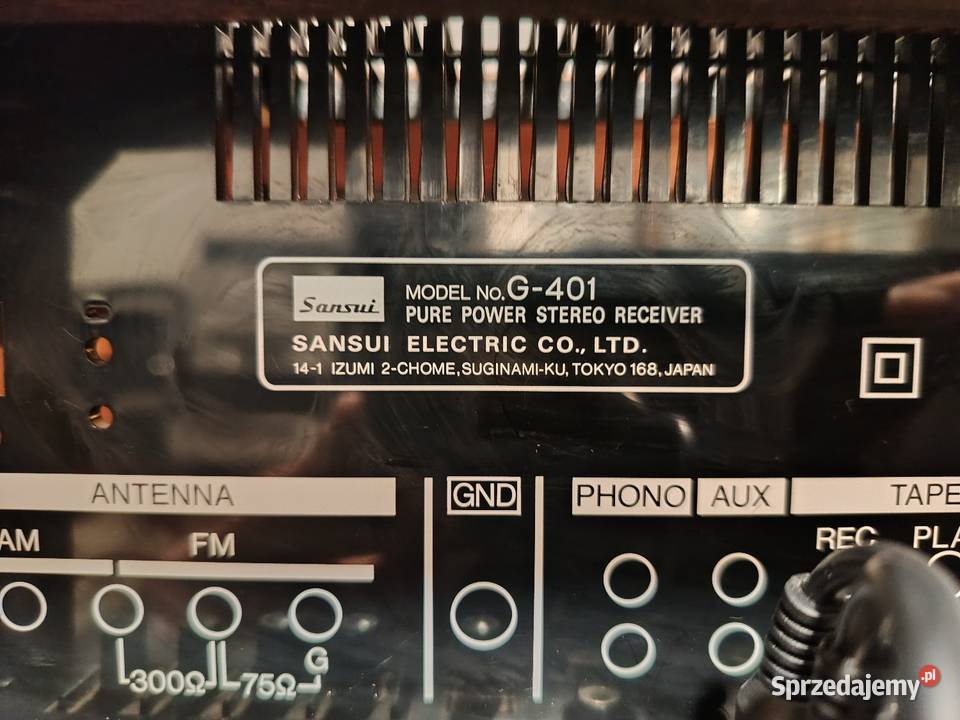 Sansui
MODEL No. G-401
PURE POWER STEREO RECEIVER
SANSUI ELECTRIC CO., LTD.
14-1 IZUMI 2-CHOME, SUGINAMI-KU, TOKYO 168, JAPAN
ANTENNA
GND
PHONO
AUX
TAPE
AM
FM
REC
PLA
300Ω
75Ω
G
Sprzedajemy.pl